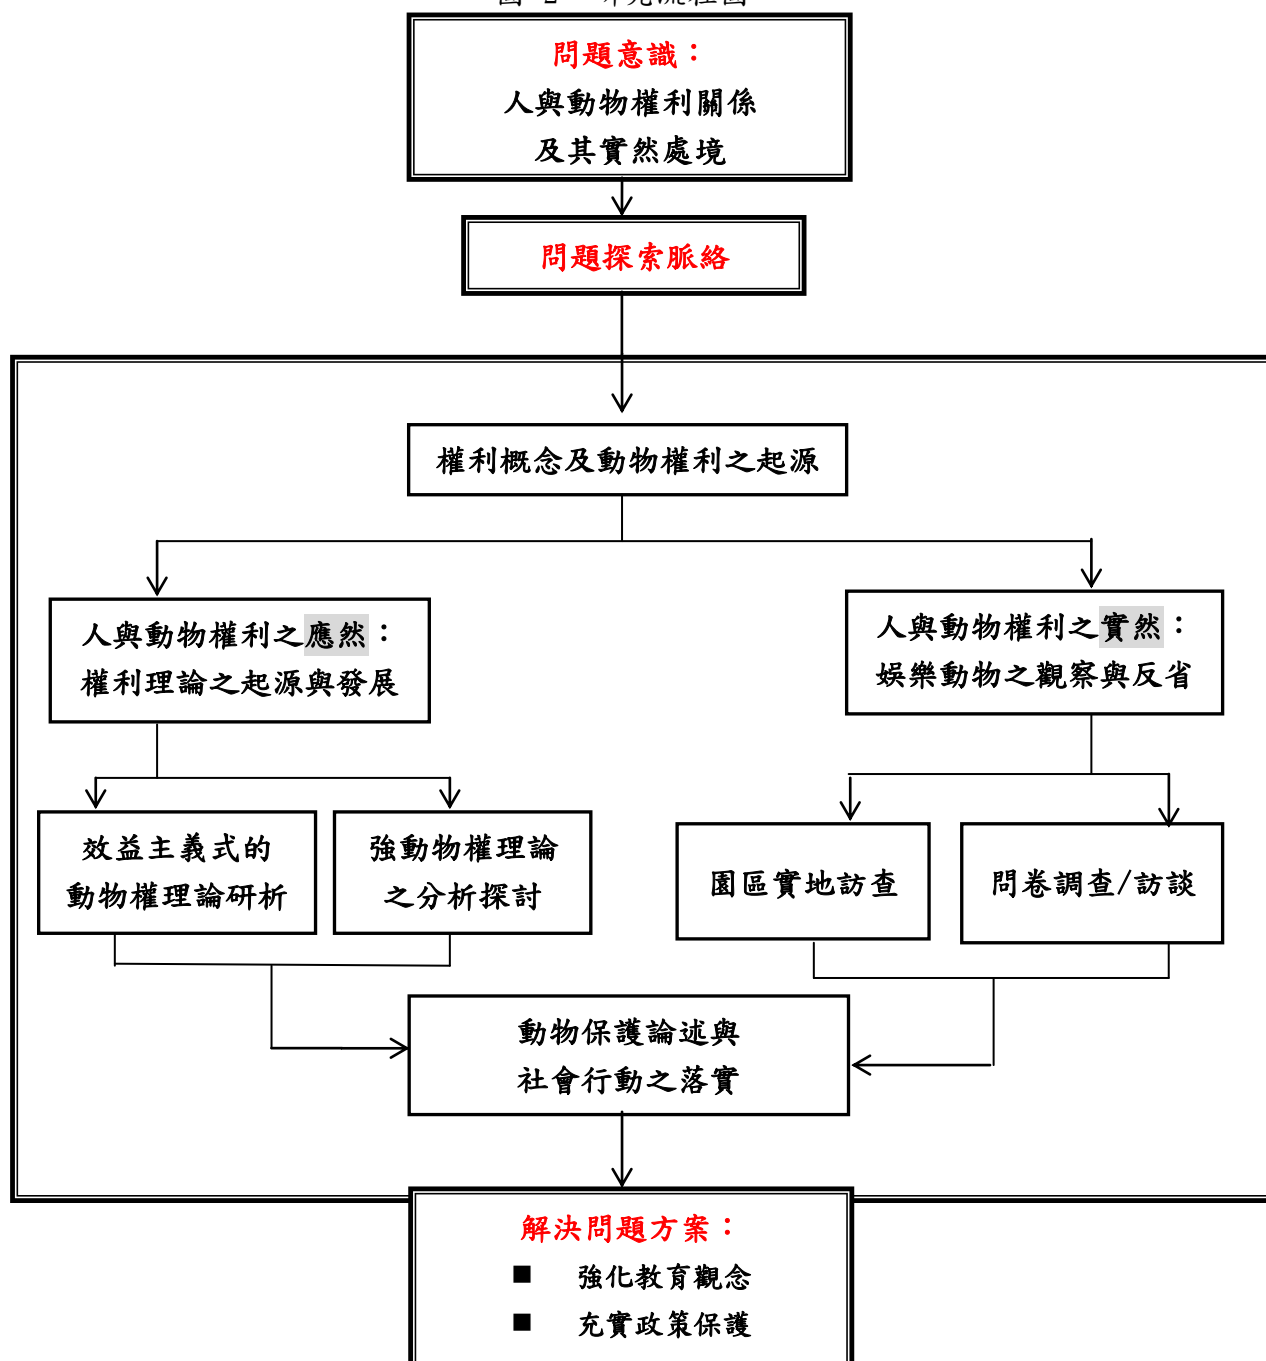 問題意識：
人與動物權利關係
及其實然處境
問題探索脈絡
權利概念及動物權利之起源
人與動物權利之應然：
權利理論之起源與發展
人與動物權利之實然：
娛樂動物之觀察與反省
效益主義式的
動物權理論研析
強動物權理論
之分析探討
園區實地訪查
問卷調查/訪談
動物保護論述與
社會行動之落實
解決問題方案：
■ 強化教育觀念
■ 充實政策保護